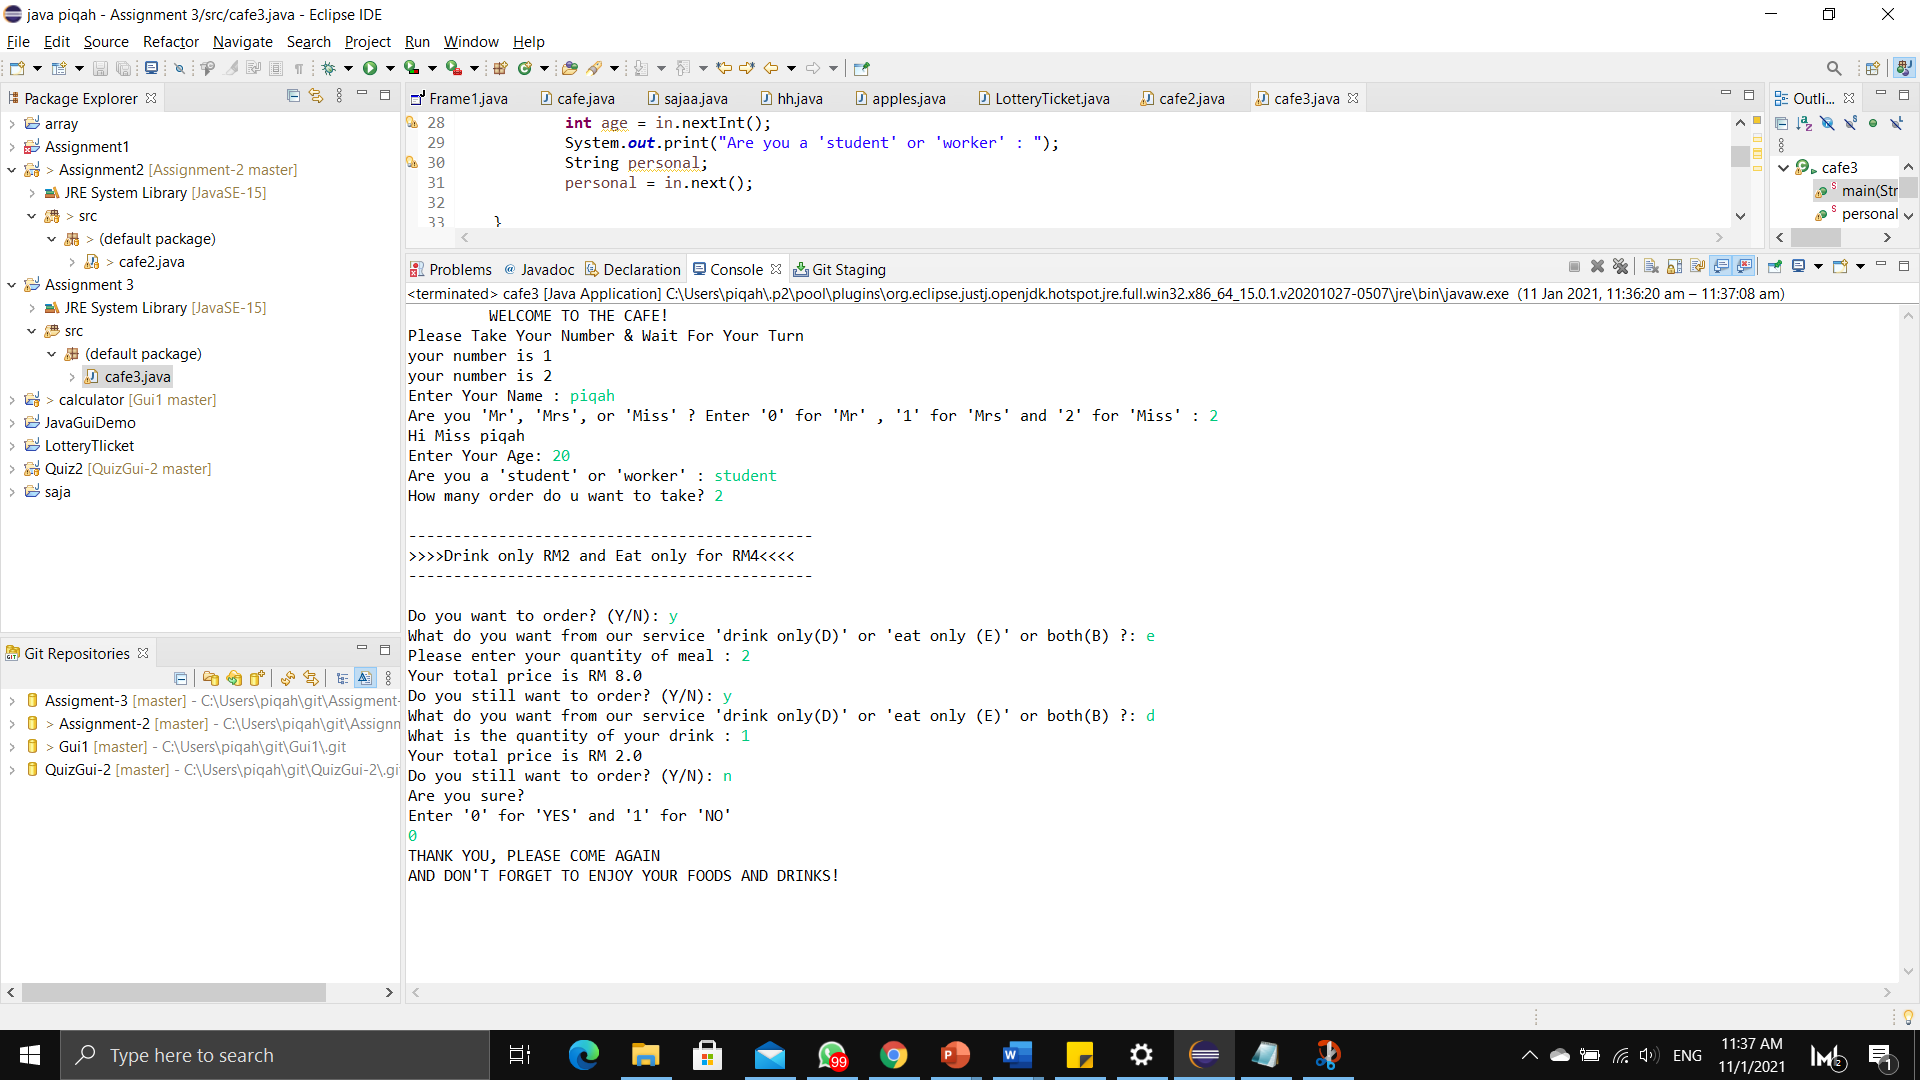 java piqah - Assignment 3/src/cafe3.java - Eclipse IDE
File Edit Source Refactor Navigate Search Project Run Window Help
Package Explorer
array
Assignment1
> Assignment2 [Assignment-2 master]
JRE System Library [JavaSE-15]
> src
> (default package)
> cafe2.java
Assignment 3
JRE System Library [JavaSE-15]
src
(default package)
cafe3.java
> calculator [Gui1 master]
JavaGuiDemo
LotteryTIicket
Quiz2 [QuizGui-2 master]
saja
Git Repositories
Assigment-3 [master] - C:\Users\piqah\git\Assigment-
> Assignment-2 [master] - C:\Users\piqah\git\Assignn
> Gui1 [master] - C:\Users\piqah\git\Gui1\.git
QuizGui-2 [master] - C:\Users\piqah\git\QuizGui-2\.gi
Frame1.java cafe.java sajaa.java hh.java apples.java LotteryTicket.java cafe2.java cafe3.java
28 int age = in.nextInt();
29 System.out.print("Are you a 'student' or 'worker' : ");
30 String personal;
31 personal = in.next();
32
33 }
Outli...
cafe3
main(Str
personal
Problems @ Javadoc Declaration Console Git Staging
<terminated> cafe3 [Java Application] C:\Users\piqah\.p2\pool\plugins\org.eclipse.justj.openjdk.hotspot.jre.full.win32.x86_64_15.0.1.v20201027-0507\jre\bin\javaw.exe (11 Jan 2021, 11:36:20 am – 11:37:08 am)
WELCOME TO THE CAFE!
Please Take Your Number & Wait For Your Turn
your number is 1
your number is 2
Enter Your Name : piqah
Are you 'Mr', 'Mrs', or 'Miss' ? Enter '0' for 'Mr' , '1' for 'Mrs' and '2' for 'Miss' : 2
Hi Miss piqah
Enter Your Age: 20
Are you a 'student' or 'worker' : student
How many order do u want to take? 2
---------------------------------------------
>>>>Drink only RM2 and Eat only for RM4<<<<
---------------------------------------------
Do you want to order? (Y/N): y
What do you want from our service 'drink only(D)' or 'eat only (E)' or both(B) ?: e
Please enter your quantity of meal : 2
Your total price is RM 8.0
Do you still want to order? (Y/N): y
What do you want from our service 'drink only(D)' or 'eat only (E)' or both(B) ?: d
What is the quantity of your drink : 1
Your total price is RM 2.0
Do you still want to order? (Y/N): n
Are you sure?
Enter '0' for 'YES' and '1' for 'NO'
0
THANK YOU, PLEASE COME AGAIN
AND DON'T FORGET TO ENJOY YOUR FOODS AND DRINKS!
Type here to search
99
ENG
11:37 AM
11/1/2021
2
1